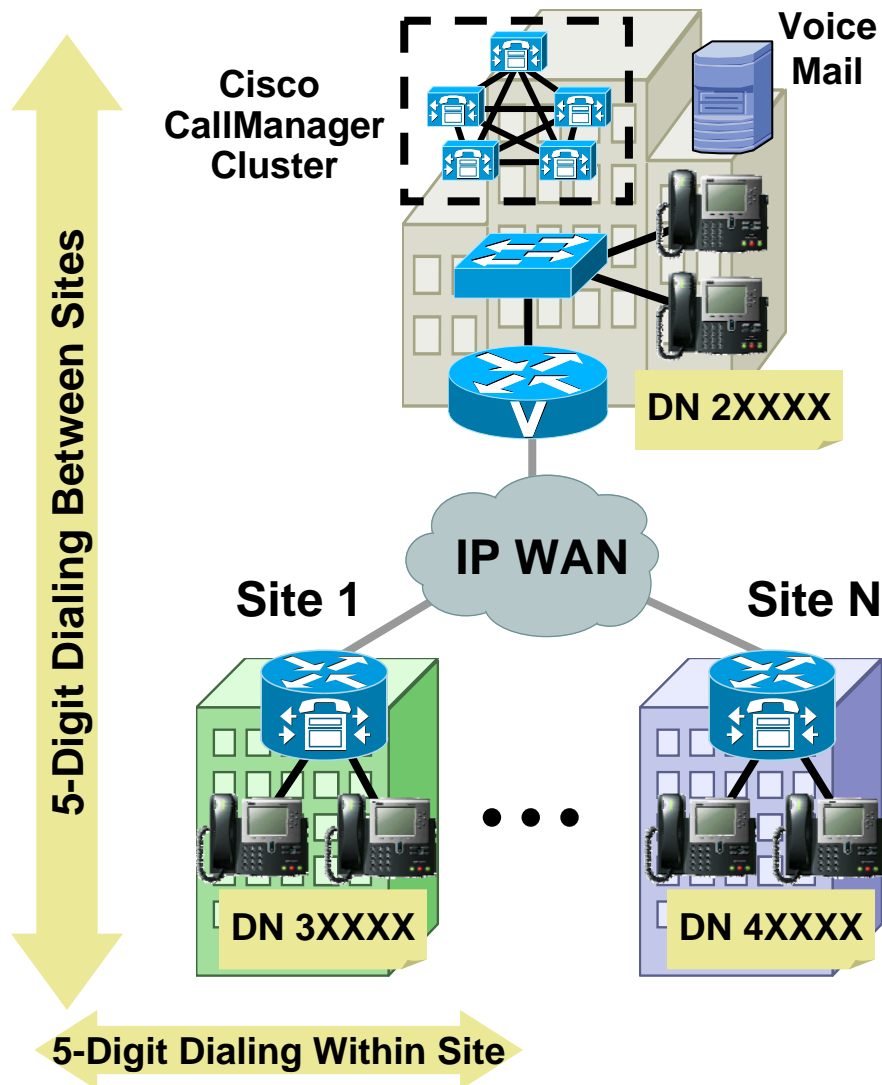 Voice
Mail
Cisco
CallManager
Cluster
5-Digit Dialing Between Sites
DN 2XXXX
V
IP WAN
Site 1
Site N
DN 3XXXX
DN 4XXXX
5-Digit Dialing Within Site